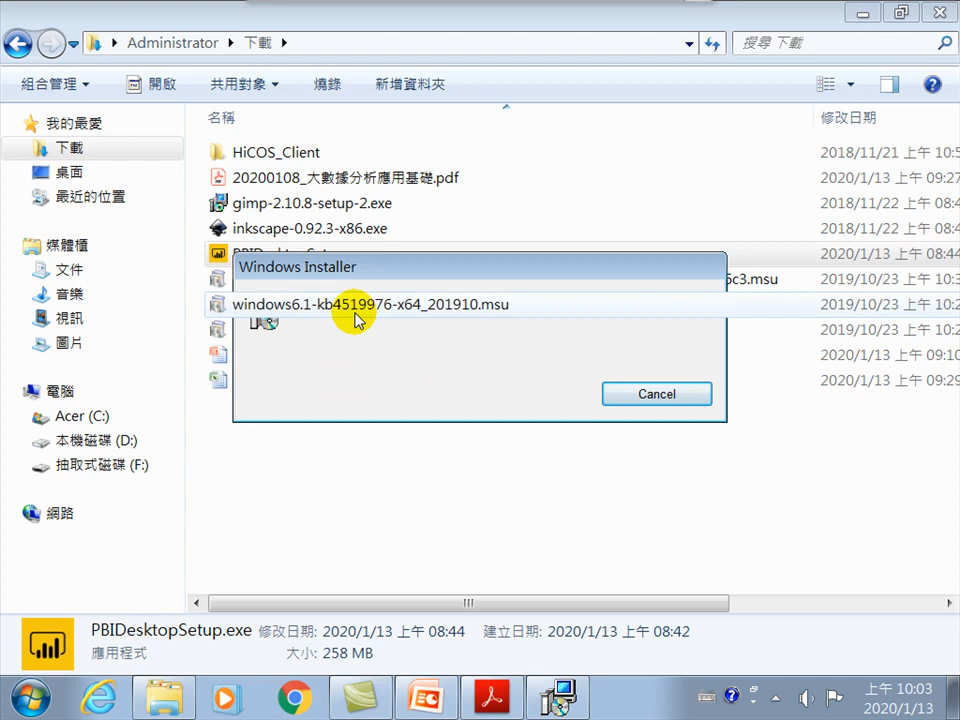 Administrator 下載
搜尋 下載
組合管理 開啟 共用對象 燒錄 新增資料夾
名稱 修改日期
我的最愛
下載
桌面
最近的位置
媒體櫃
文件
音樂
視訊
圖片
電腦
Acer (C:)
本機磁碟 (D:)
抽取式磁碟 (F:)
網路
HiCOS_Client 2018/11/21 上午 10:5
20200108_大數據分析應用基礎.pdf 2020/1/13 上午 09:27
gimp-2.10.8-setup-2.exe 2018/11/22 上午 08:4
inkscape-0.92.3-x86.exe 2018/11/22 上午 08:4
2020/1/13 上午 08:44
Windows Installer
5c3.msu 2019/10/23 上午 10:3
windows6.1-kb4519976-x64_201910.msu 2019/10/23 上午 10:2
2019/10/23 上午 10:2
2020/1/13 上午 09:10
2020/1/13 上午 09:29
Cancel
PBIDesktopSetup.exe 修改日期: 2020/1/13 上午 08:44 建立日期: 2020/1/13 上午 08:42
應用程式 大小: 258 MB
上午 10:03
2020/1/13